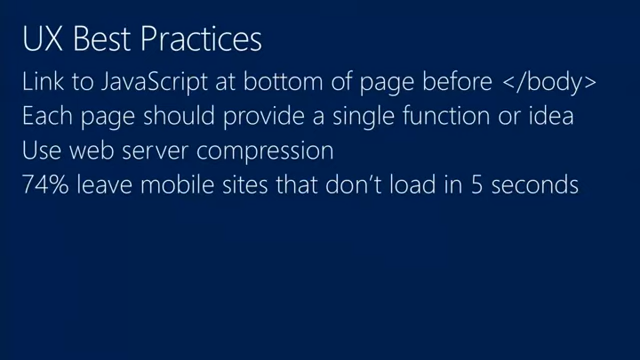 UX Best Practices
Link to JavaScript at bottom of page before </body>
Each page should provide a single function or idea
Use web server compression
74% leave mobile sites that don't load in 5 seconds